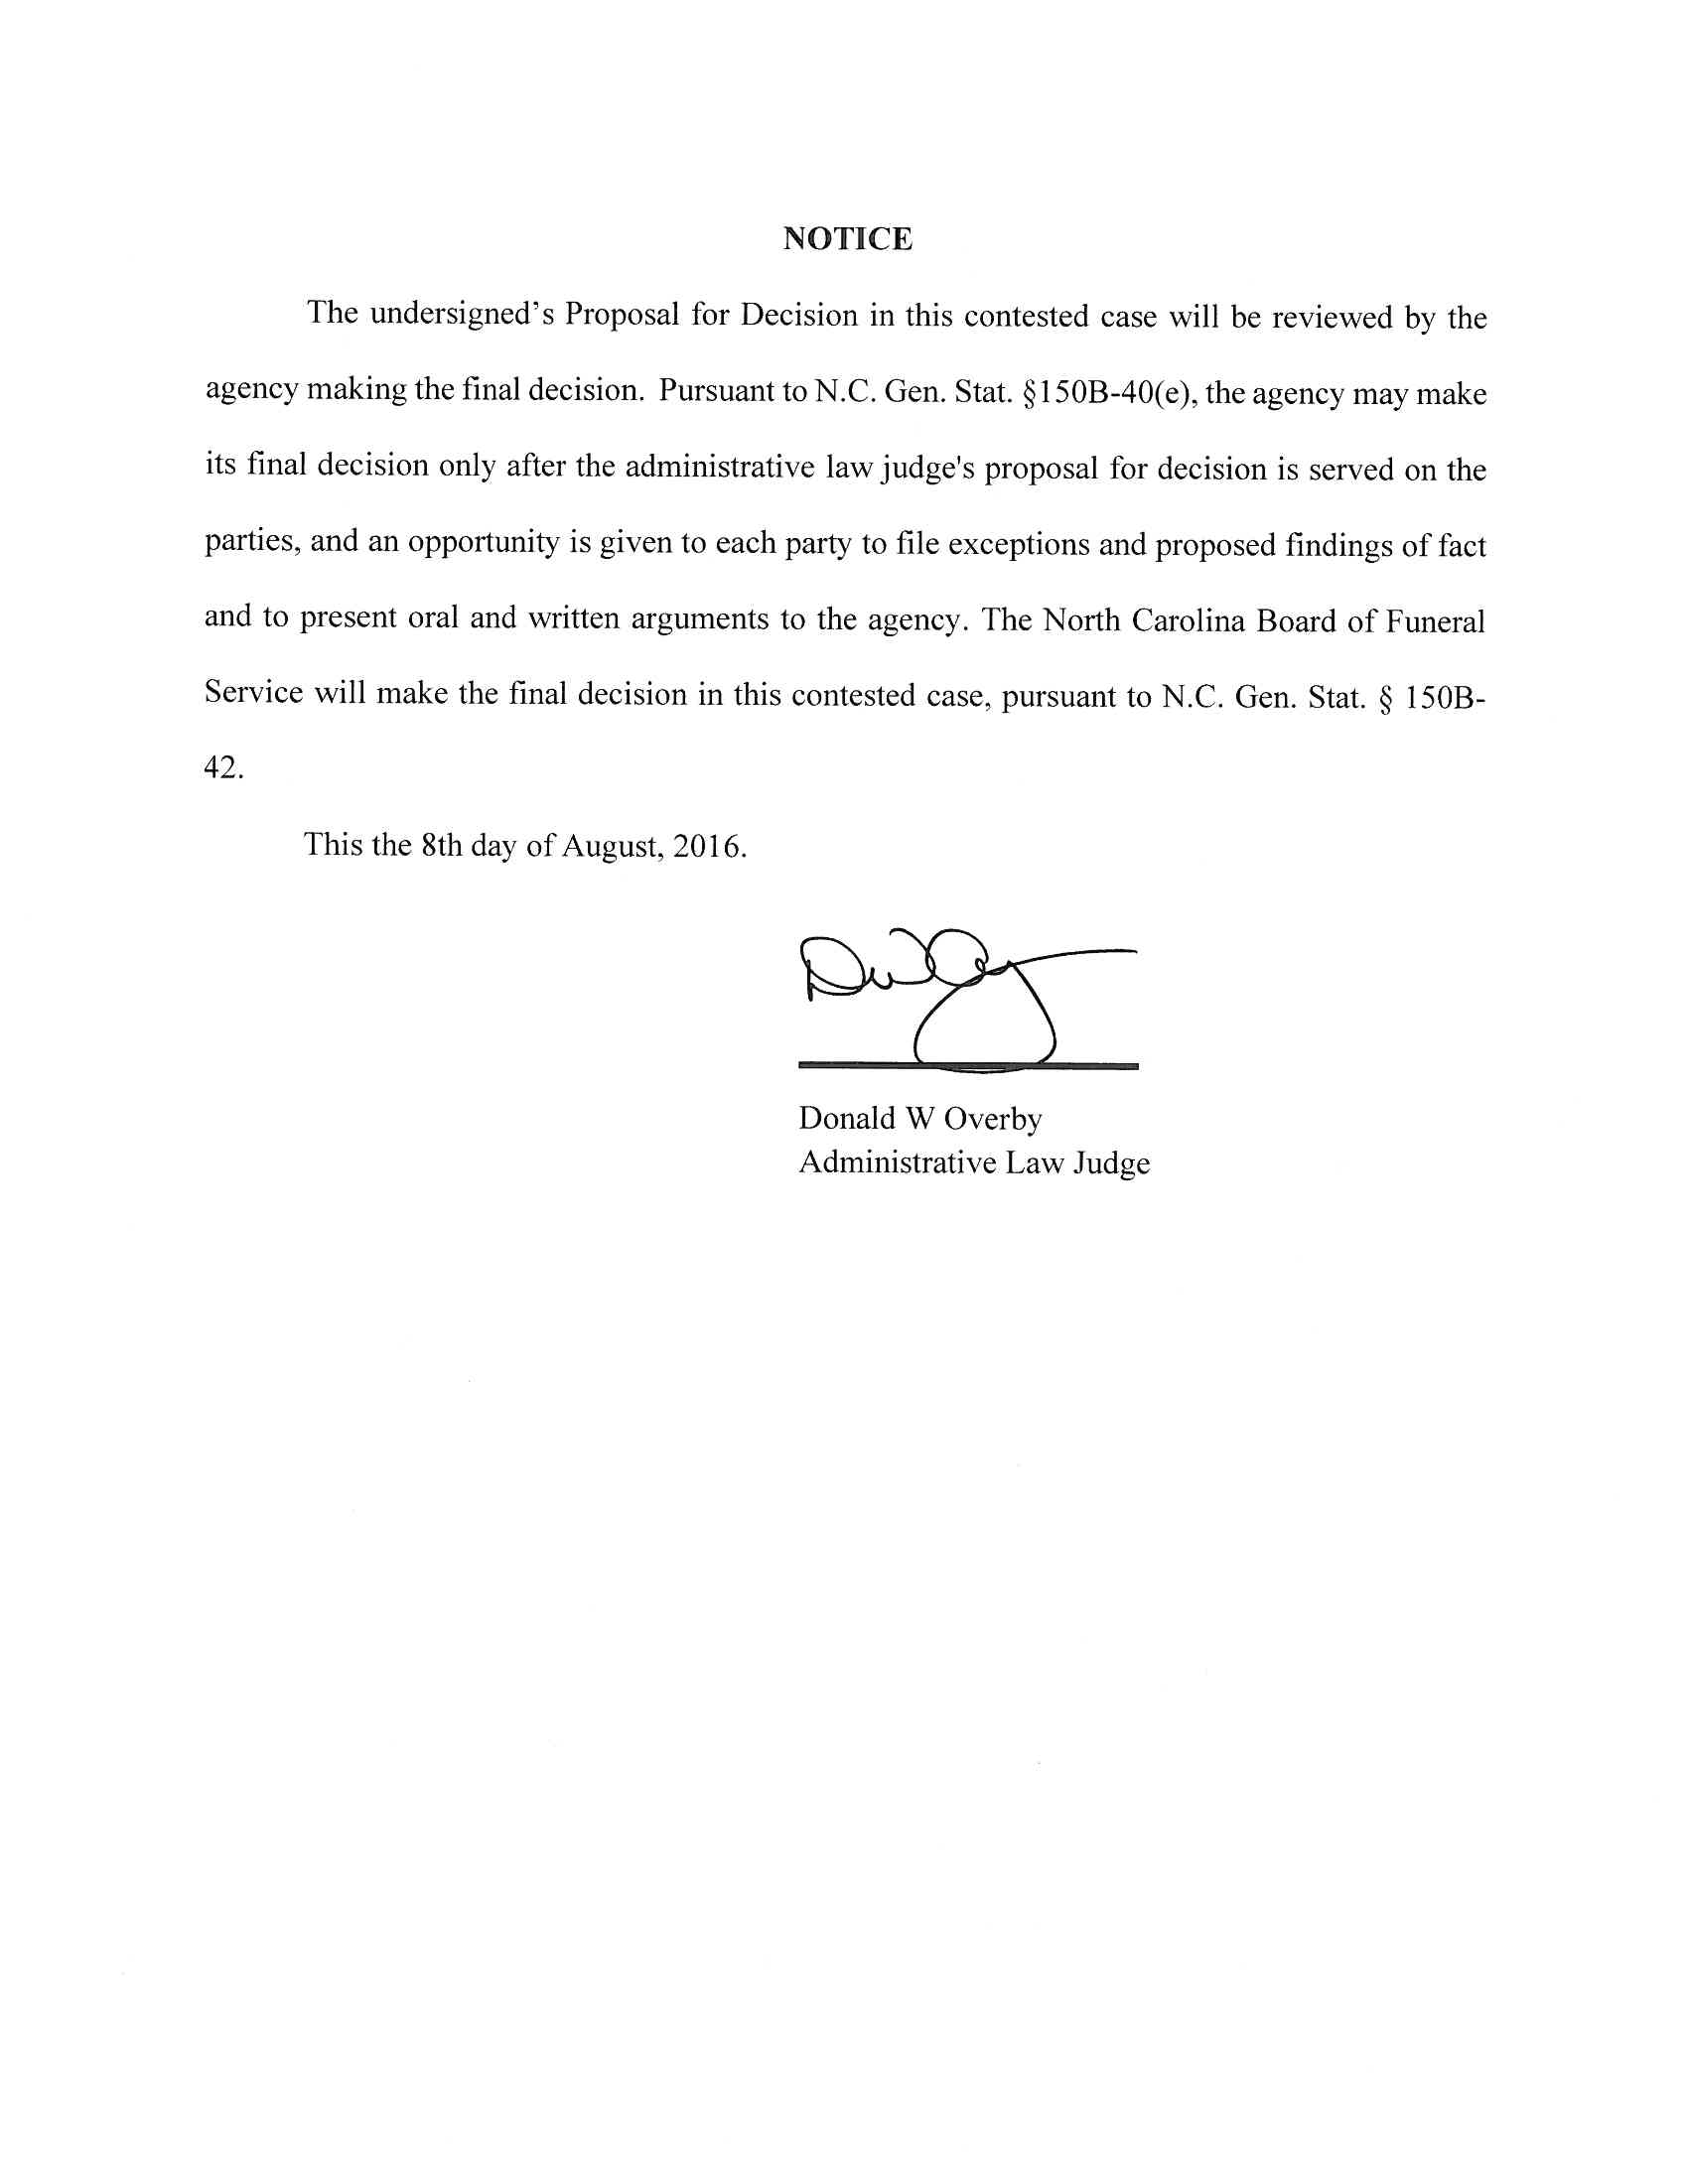 NOTICE
The undersigned’s Proposal for Decision in this contested case will be reviewed by the
agency making the final decision.  Pursuant to N.C. Gen. Stat. §150B-40(e), the agency may make
its final decision only after the administrative law judge's proposal for decision is served on the
parties, and an opportunity is given to each party to file exceptions and proposed findings of fact
and to present oral and written arguments to the agency. The North Carolina Board of Funeral
Service will make the final decision in this contested case, pursuant to N.C. Gen. Stat. § 150B-
42.
This the 8th day of August, 2016.
Donald W Overby
Administrative Law Judge